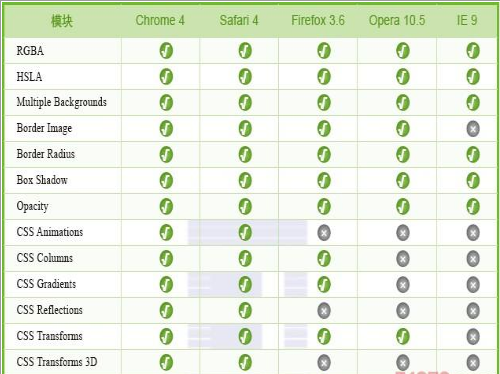 模块 Chrome 4 Safari 4 Firefox 3.6 Opera 10.5 IE 9
RGBA
HSLA
Multiple Backgrounds
Border Image
Border Radius
Box Shadow
Opacity
CSS Animations
CSS Columns
CSS Gradients
CSS Reflections
CSS Transforms
CSS Transforms 3D